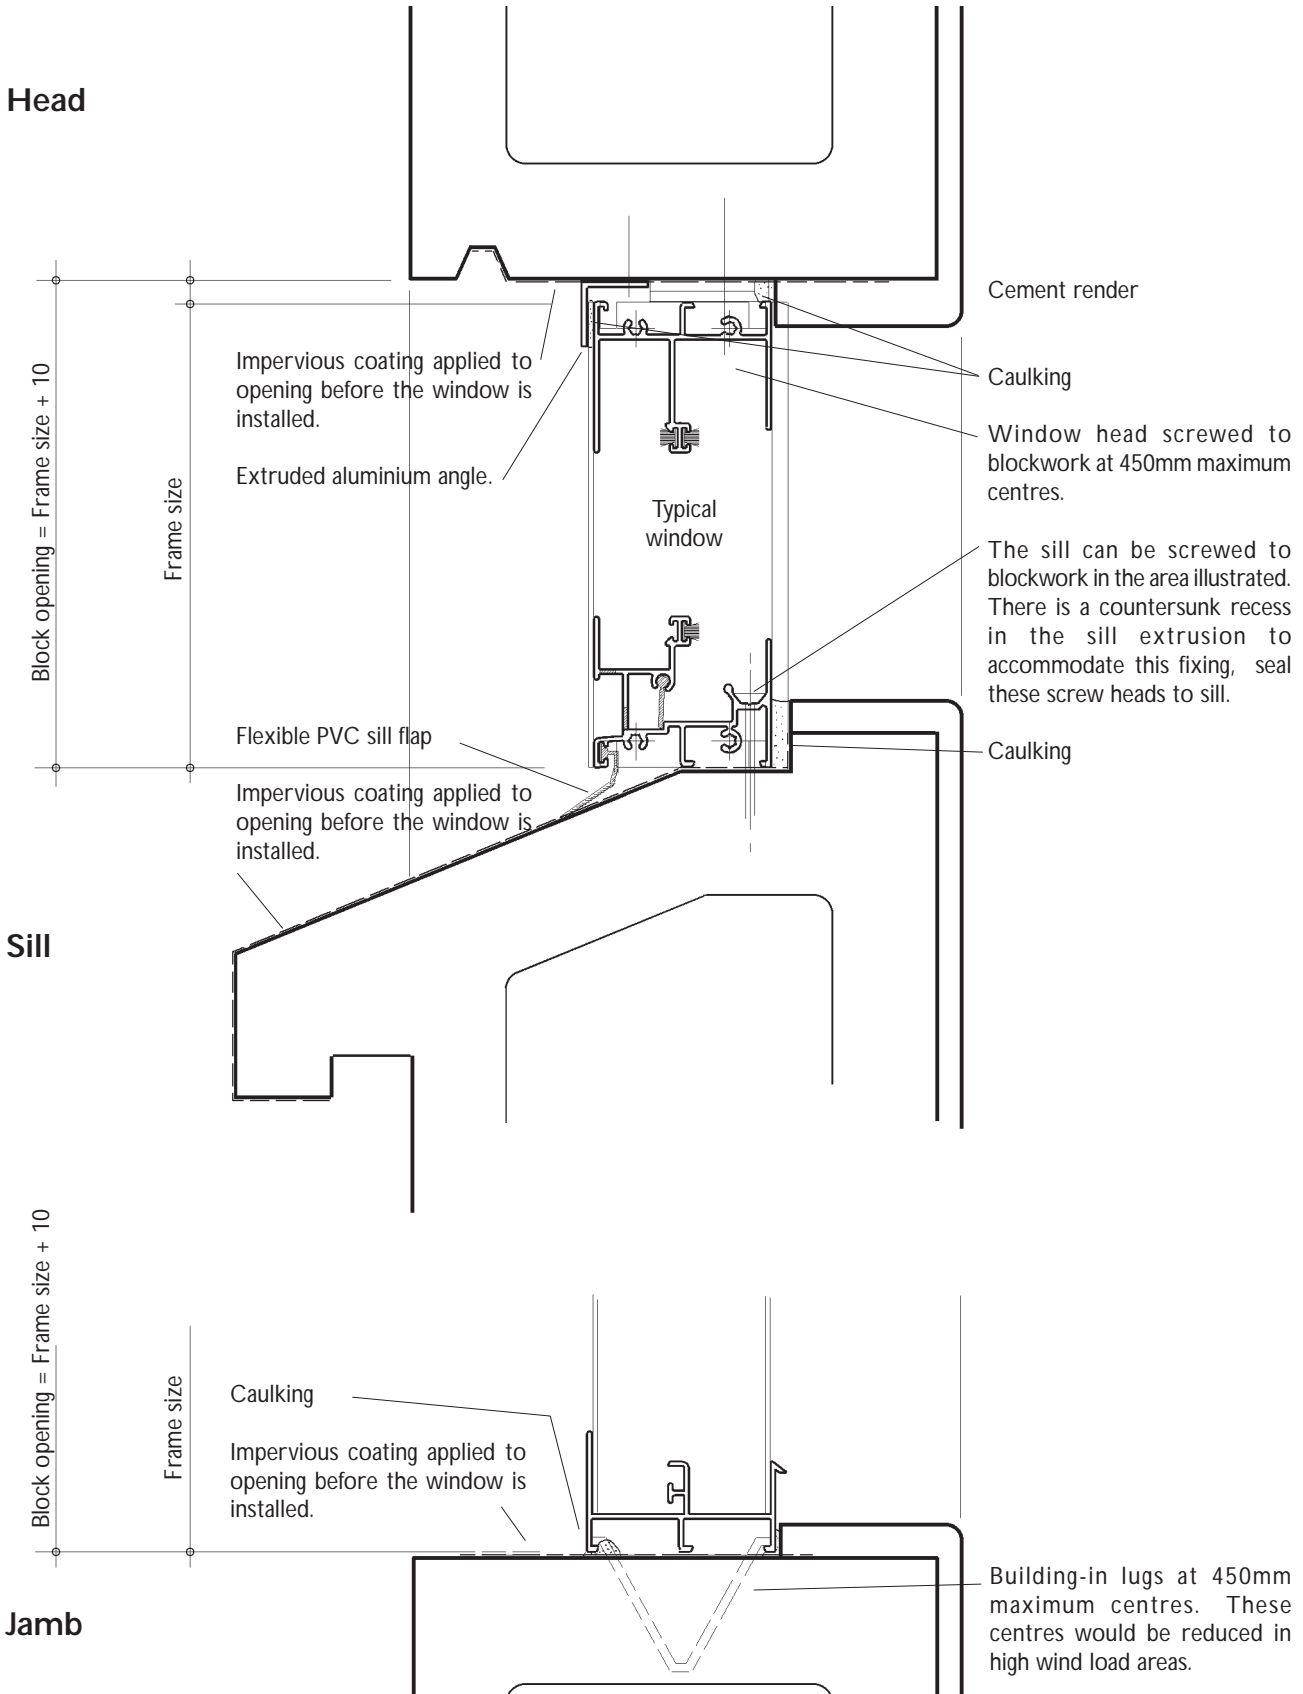 Head
Block opening = Frame size + 10
Frame size
Impervious coating applied to
opening before the window is
installed.
Extruded aluminium angle.
Typical
window
Cement render
Caulking
Window head screwed to
blockwork at 450mm maximum
centres.
The sill can be screwed to
blockwork in the area illustrated.
There is a countersunk recess
in the sill extrusion to
accommodate this fixing, seal
these screw heads to sill.
Caulking
Flexible PVC sill flap
Impervious coating applied to
opening before the window is
installed.
Sill
Block opening = Frame size + 10
Frame size
Caulking
Impervious coating applied to
opening before the window is
installed.
Jamb
Building-in lugs at 450mm
maximum centres. These
centres would be reduced in
high wind load areas.